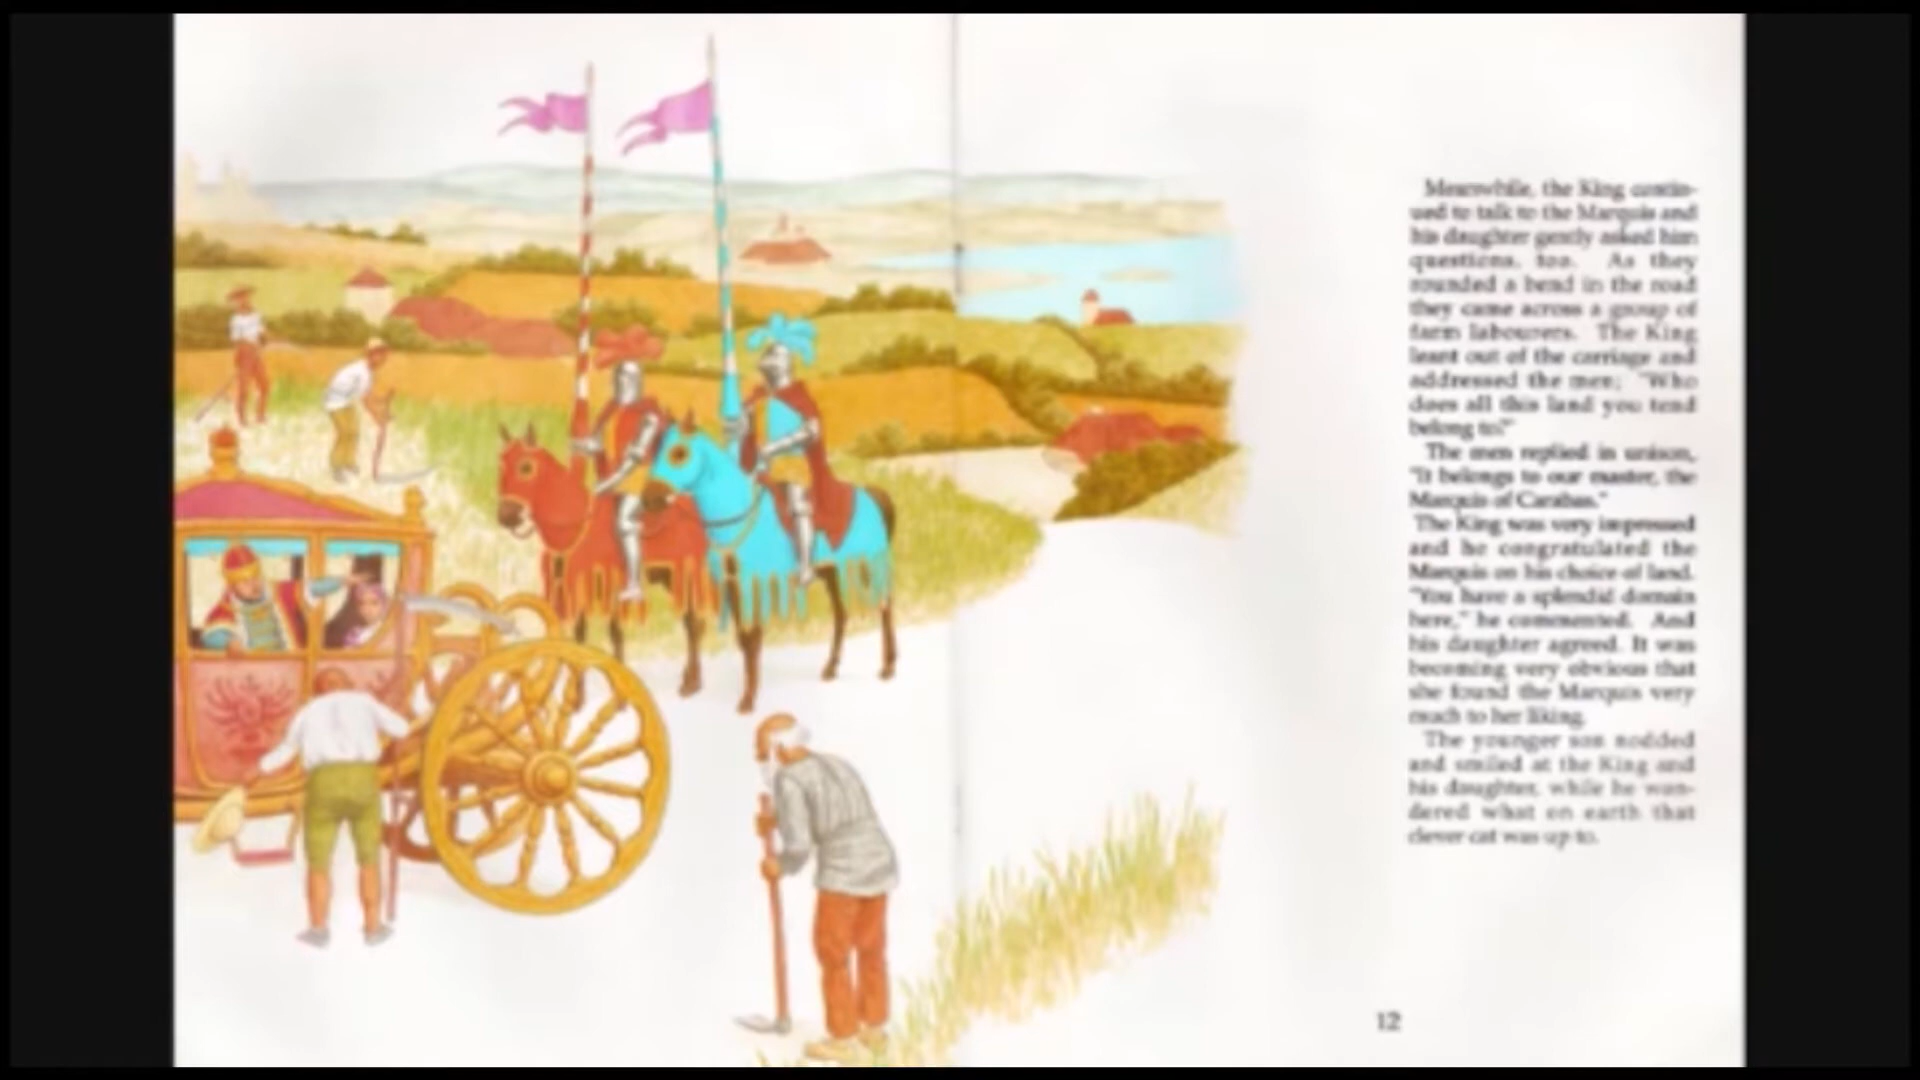 Meanwhile, the King contin-
ued to talk to the Marquis and
his daughter gently asked him
questions, too. As they
rounded a bend in the road
they came across a group of
farm labourers. The King
leant out of the carriage and
addressed the men; "Who
does all this land you tend
belong to?"
The men replied in unison,
"It belongs to our master, the
Marquis of Carabas."
The King was very impressed
and he congratulated the
Marquis on his choice of land.
"You have a splendid domain
here," he commented. And
his daughter agreed. It was
becoming very obvious that
she found the Marquis very
much to her liking.
The younger son nodded
and smiled at the King and
his daughter, while he won-
dered what on earth that
clever cat was up to.
12